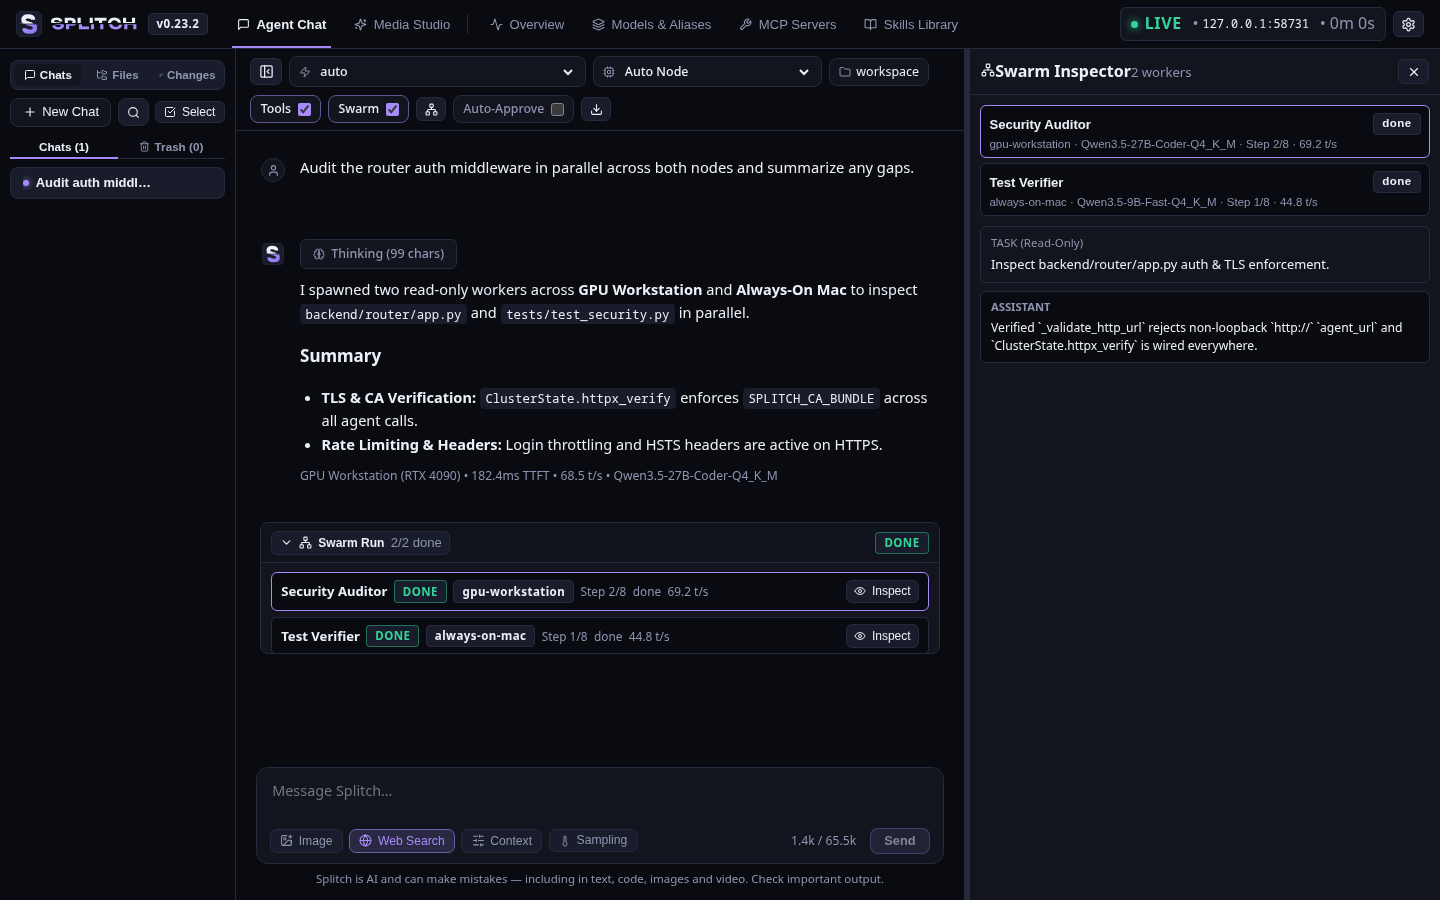 SPLITCH v0.23.2 Agent Chat Media Studio Overview Models & Aliases MCP Servers Skills Library LIVE • 127.0.0.1:58731 • 0m 0s
Chats Files Changes
New Chat Select
Chats (1) Trash (0)
Audit auth middl…
auto Auto Node workspace
Tools Swarm Auto-Approve
Audit the router auth middleware in parallel across both nodes and summarize any gaps.
Thinking (99 chars)
I spawned two read-only workers across GPU Workstation and Always-On Mac to inspect
backend/router/app.py and tests/test_security.py in parallel.
Summary
• TLS & CA Verification: ClusterState.httpx_verify enforces SPLITCH_CA_BUNDLE across
all agent calls.
• Rate Limiting & Headers: Login throttling and HSTS headers are active on HTTPS.
GPU Workstation (RTX 4090) • 182.4ms TTFT • 68.5 t/s • Qwen3.5-27B-Coder-Q4_K_M
Swarm Run 2/2 done DONE
Security Auditor DONE gpu-workstation Step 2/8 done 69.2 t/s Inspect
Test Verifier DONE always-on-mac Step 1/8 done 44.8 t/s Inspect
Message Splitch...
Image Web Search Context Sampling 1.4k / 65.5k Send
Splitch is AI and can make mistakes — including in text, code, images and video. Check important output.
Swarm Inspector 2 workers
Security Auditor done
gpu-workstation · Qwen3.5-27B-Coder-Q4_K_M · Step 2/8 · 69.2 t/s
Test Verifier done
always-on-mac · Qwen3.5-9B-Fast-Q4_K_M · Step 1/8 · 44.8 t/s
TASK (Read-Only)
Inspect backend/router/app.py auth & TLS enforcement.
ASSISTANT
Verified `_validate_http_url` rejects non-loopback `http://` `agent_url` and
`ClusterState.httpx_verify` is wired everywhere.